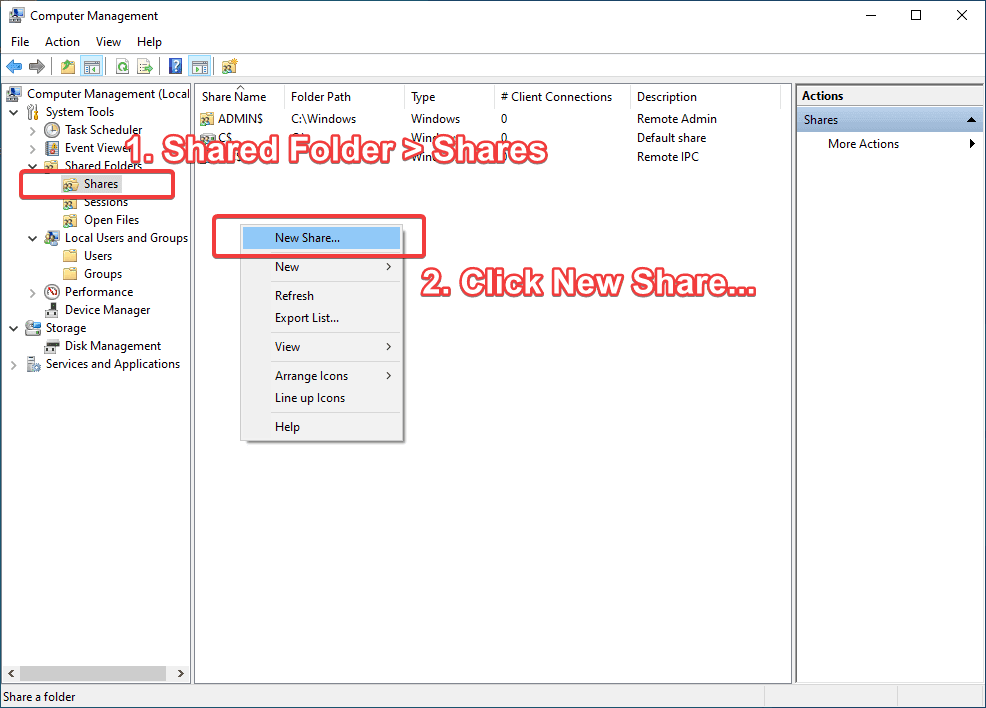 Computer Management
File Action View Help
Computer Management (Local
System Tools
Task Scheduler
Event Viewer
Shared Folders
Shares
Sessions
Open Files
Local Users and Groups
Users
Groups
Performance
Device Manager
Storage
Disk Management
Services and Applications
Share Name Folder Path Type # Client Connections Description
ADMIN$ C:\Windows Windows 0 Remote Admin
C$ Windows 0 Default share
Remote IPC
1. Shared Folder > Shares
New Share...
New
Refresh
Export List...
View
Arrange Icons
Line up Icons
Help
2. Click New Share...
Actions
Shares
More Actions
Share a folder